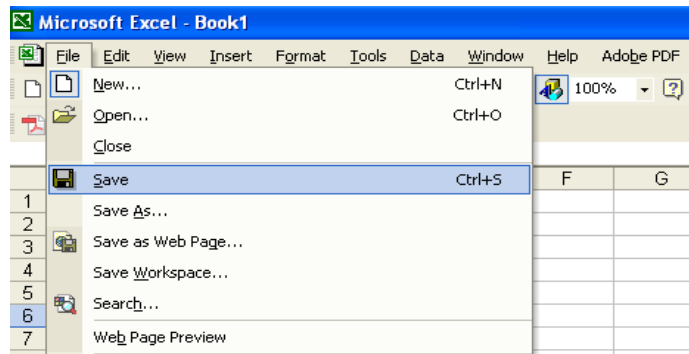 Microsoft Excel - Book1
File Edit View Insert Format Tools Data Window Help Adobe PDF
New... Ctrl+N
100%
Open... Ctrl+O
Close
Save Ctrl+S
F G
1
Save As...
2
3
Save as Web Page...
4
Save Workspace...
5
Search...
6
7
Web Page Preview